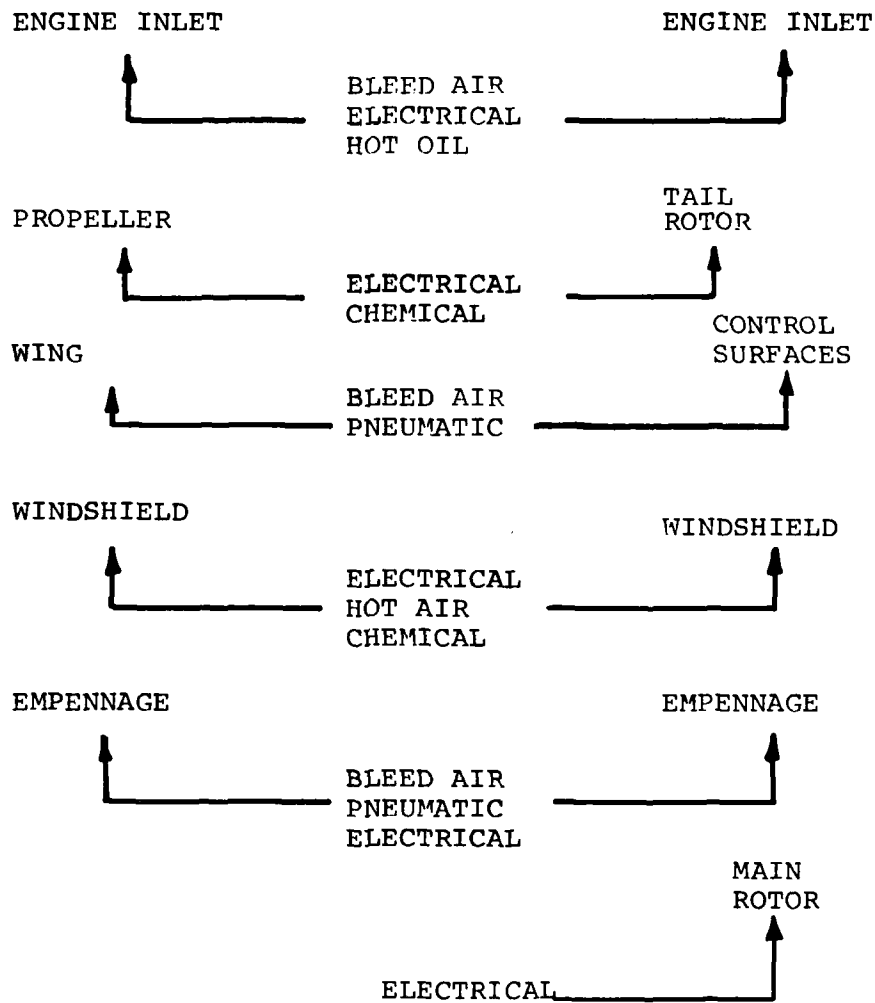 ENGINE INLET
ENGINE INLET
BLEED AIR
ELECTRICAL
HOT OIL
PROPELLER
TAIL
ROTOR
ELECTRICAL
CHEMICAL
WING
CONTROL
SURFACES
BLEED AIR
PNEUMATIC
WINDSHIELD
WINDSHIELD
ELECTRICAL
HOT AIR
CHEMICAL
EMPENNAGE
EMPENNAGE
BLEED AIR
PNEUMATIC
ELECTRICAL
MAIN
ROTOR
ELECTRICAL